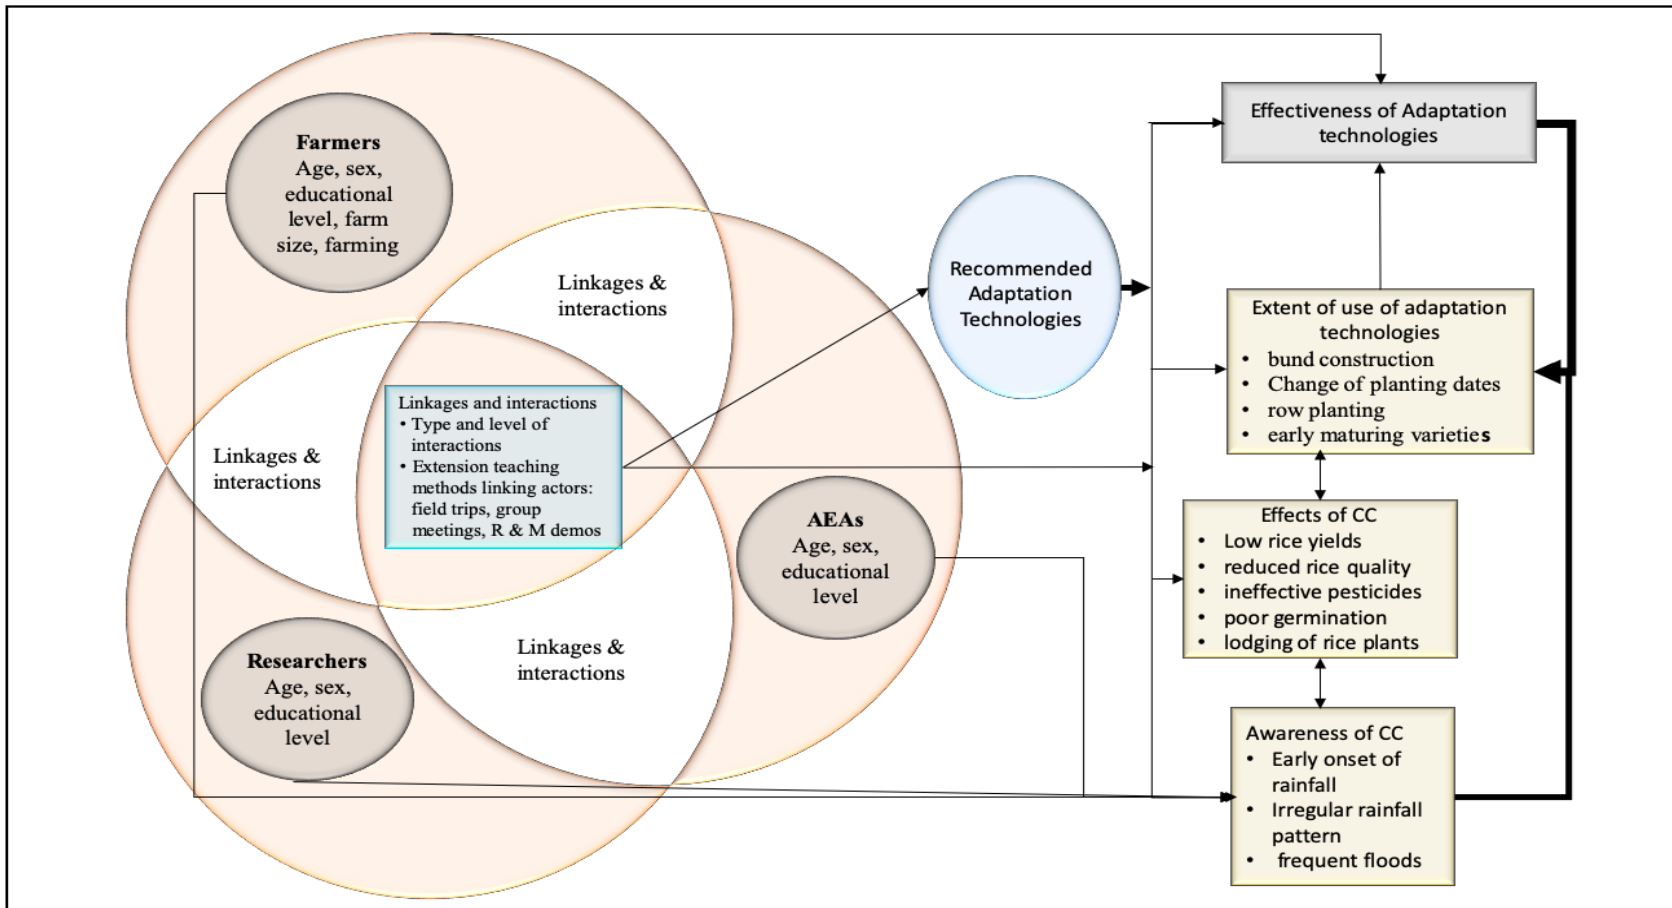 Farmers
Age, sex,
educational
level, farm
size, farming
Linkages &
interactions
Linkages &
interactions
Linkages and interactions
• Type and level of
interactions
• Extension teaching
methods linking actors:
field trips, group
meetings, R & M demos
AEAs
Age, sex,
educational
level
Linkages &
interactions
Researchers
Age, sex,
educational
level
Recommended
Adaptation
Technologies
Effectiveness of Adaptation
technologies
Extent of use of adaptation
technologies
• bund construction
• Change of planting dates
• row planting
• early maturing varieties
Effects of CC
• Low rice yields
• reduced rice quality
• ineffective pesticides
• poor germination
• lodging of rice plants
Awareness of CC
• Early onset of
rainfall
• Irregular rainfall
pattern
• frequent floods